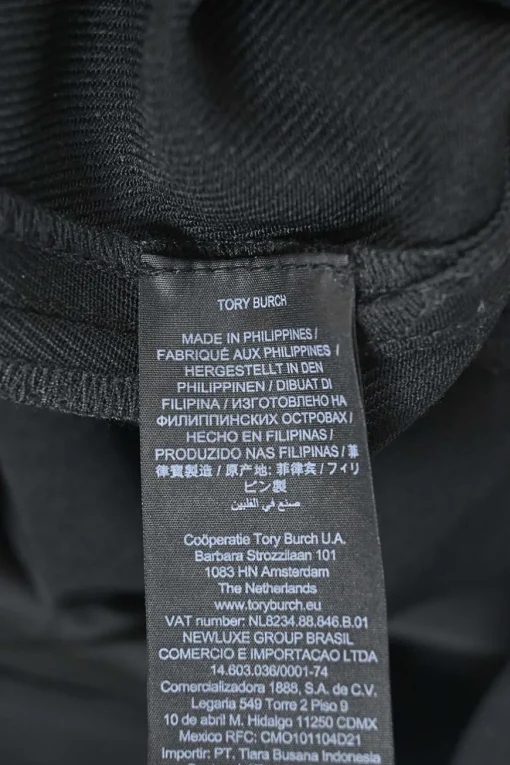 TORY BURCH
MADE IN PHILIPPINES /
FABRIQUÉ AUX PHILIPPINES /
HERGESTELLT IN DEN
PHILIPPINEN / DIBUAT DI
FILIPINA / ИЗГОТОВЛЕНО НА
ФИЛИППИНСКИХ ОСТРОВАХ /
HECHO EN FILIPINAS /
PRODUZIDO NAS FILIPINAS / 菲
律賓製造 / 原产地: 菲律宾 / フィリ
ピン製
صنع في الفلبين
Coöperatie Tory Burch U.A.
Barbara Strozzilaan 101
1083 HN Amsterdam
The Netherlands
www.toryburch.eu
VAT number: NL8234.88.846.B.01
NEWLUXE GROUP BRASIL
COMERCIO E IMPORTACAO LTDA
14.603.036/0001-74
Comercializadora 1888, S.A. de C.V.
Legaria 549 Torre 2 Piso 9
10 de abril M. Hidalgo 11250 CDMX
Mexico RFC: CMO101104D21
Importir: PT. Tiara Busana Indonesia